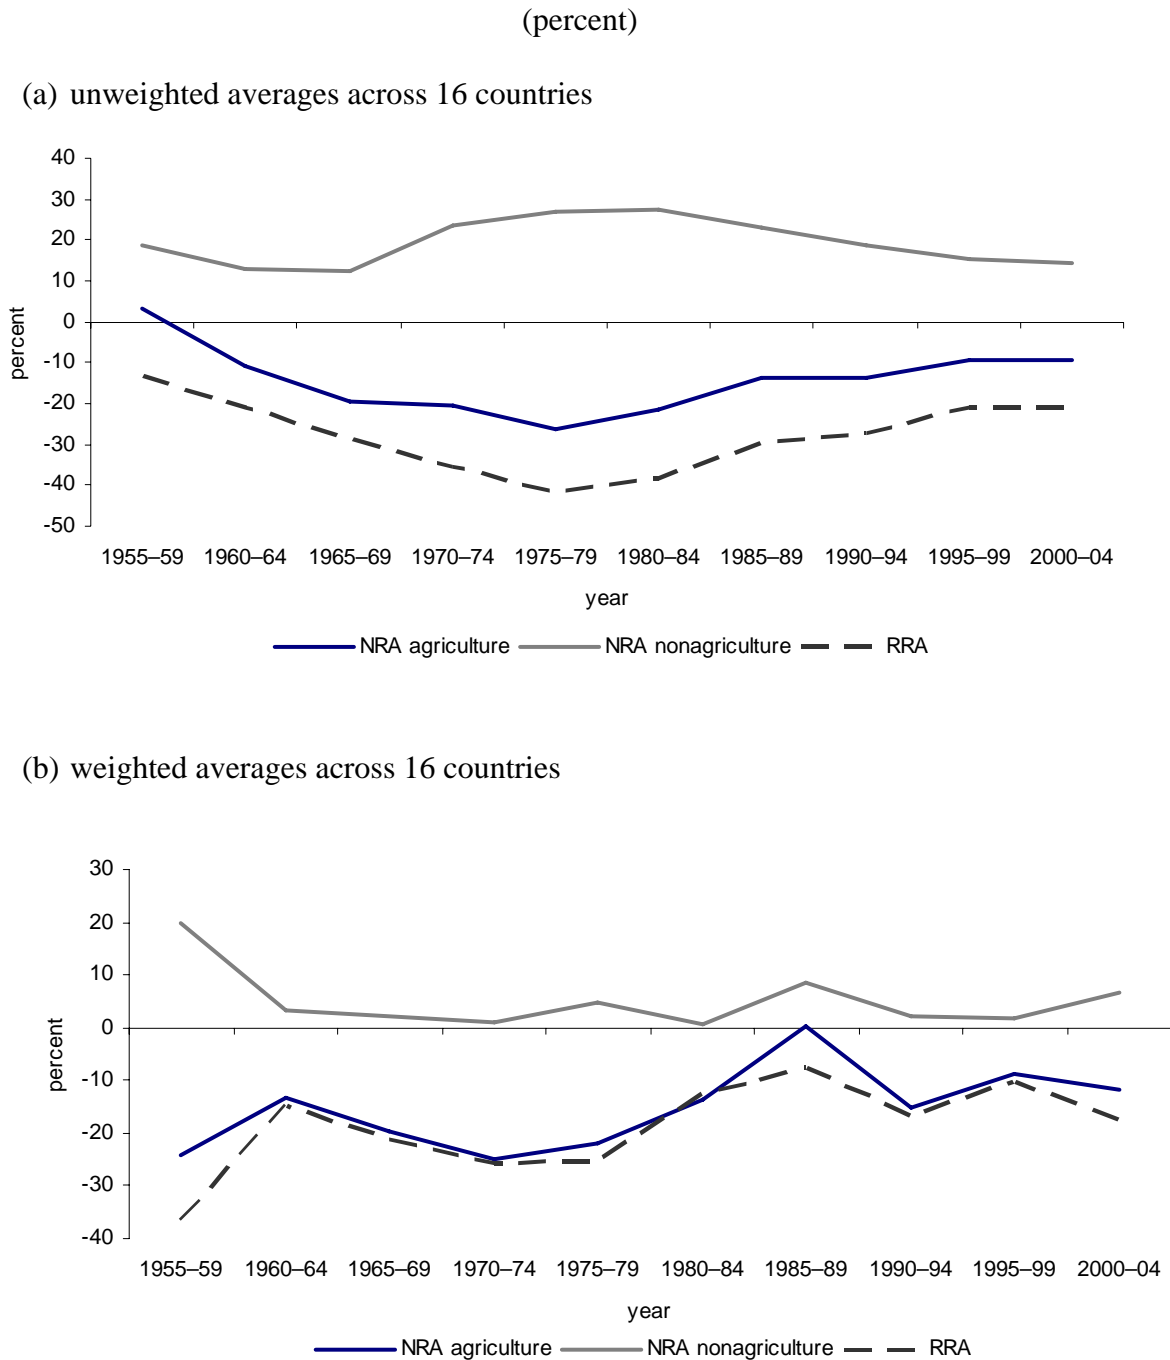 (percent)
(a) unweighted averages across 16 countries
40
30
20
10
0
-10
-20
-30
-40
-50
percent
1955–59 1960–64 1965–69 1970–74 1975–79 1980–84 1985–89 1990–94 1995–99 2000–04
year
NRA agriculture NRA nonagriculture RRA
(b) weighted averages across 16 countries
30
20
10
0
-10
-20
-30
-40
percent
1955–59 1960–64 1965–69 1970–74 1975–79 1980–84 1985–89 1990–94 1995–99 2000–04
year
NRA agriculture NRA nonagriculture RRA